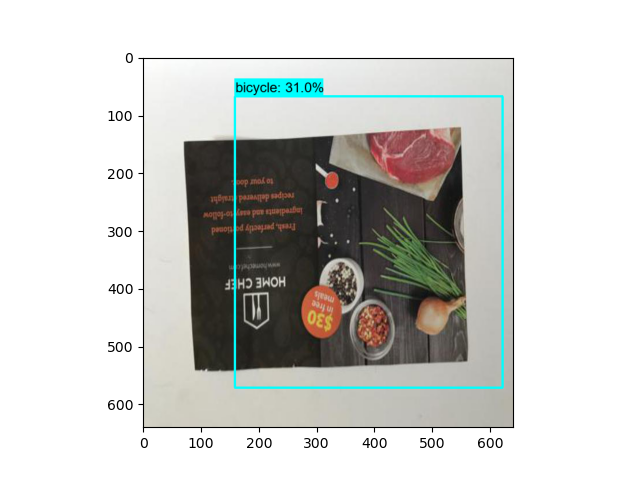 bicycle: 31.0%
HOME CHEF
www.homechef.com
Fresh, perfectly portioned
ingredients and easy-to-follow
recipes delivered straight
to your door.
$30
in free
meals
0
100
200
300
400
500
600
0 100 200 300 400 500 600